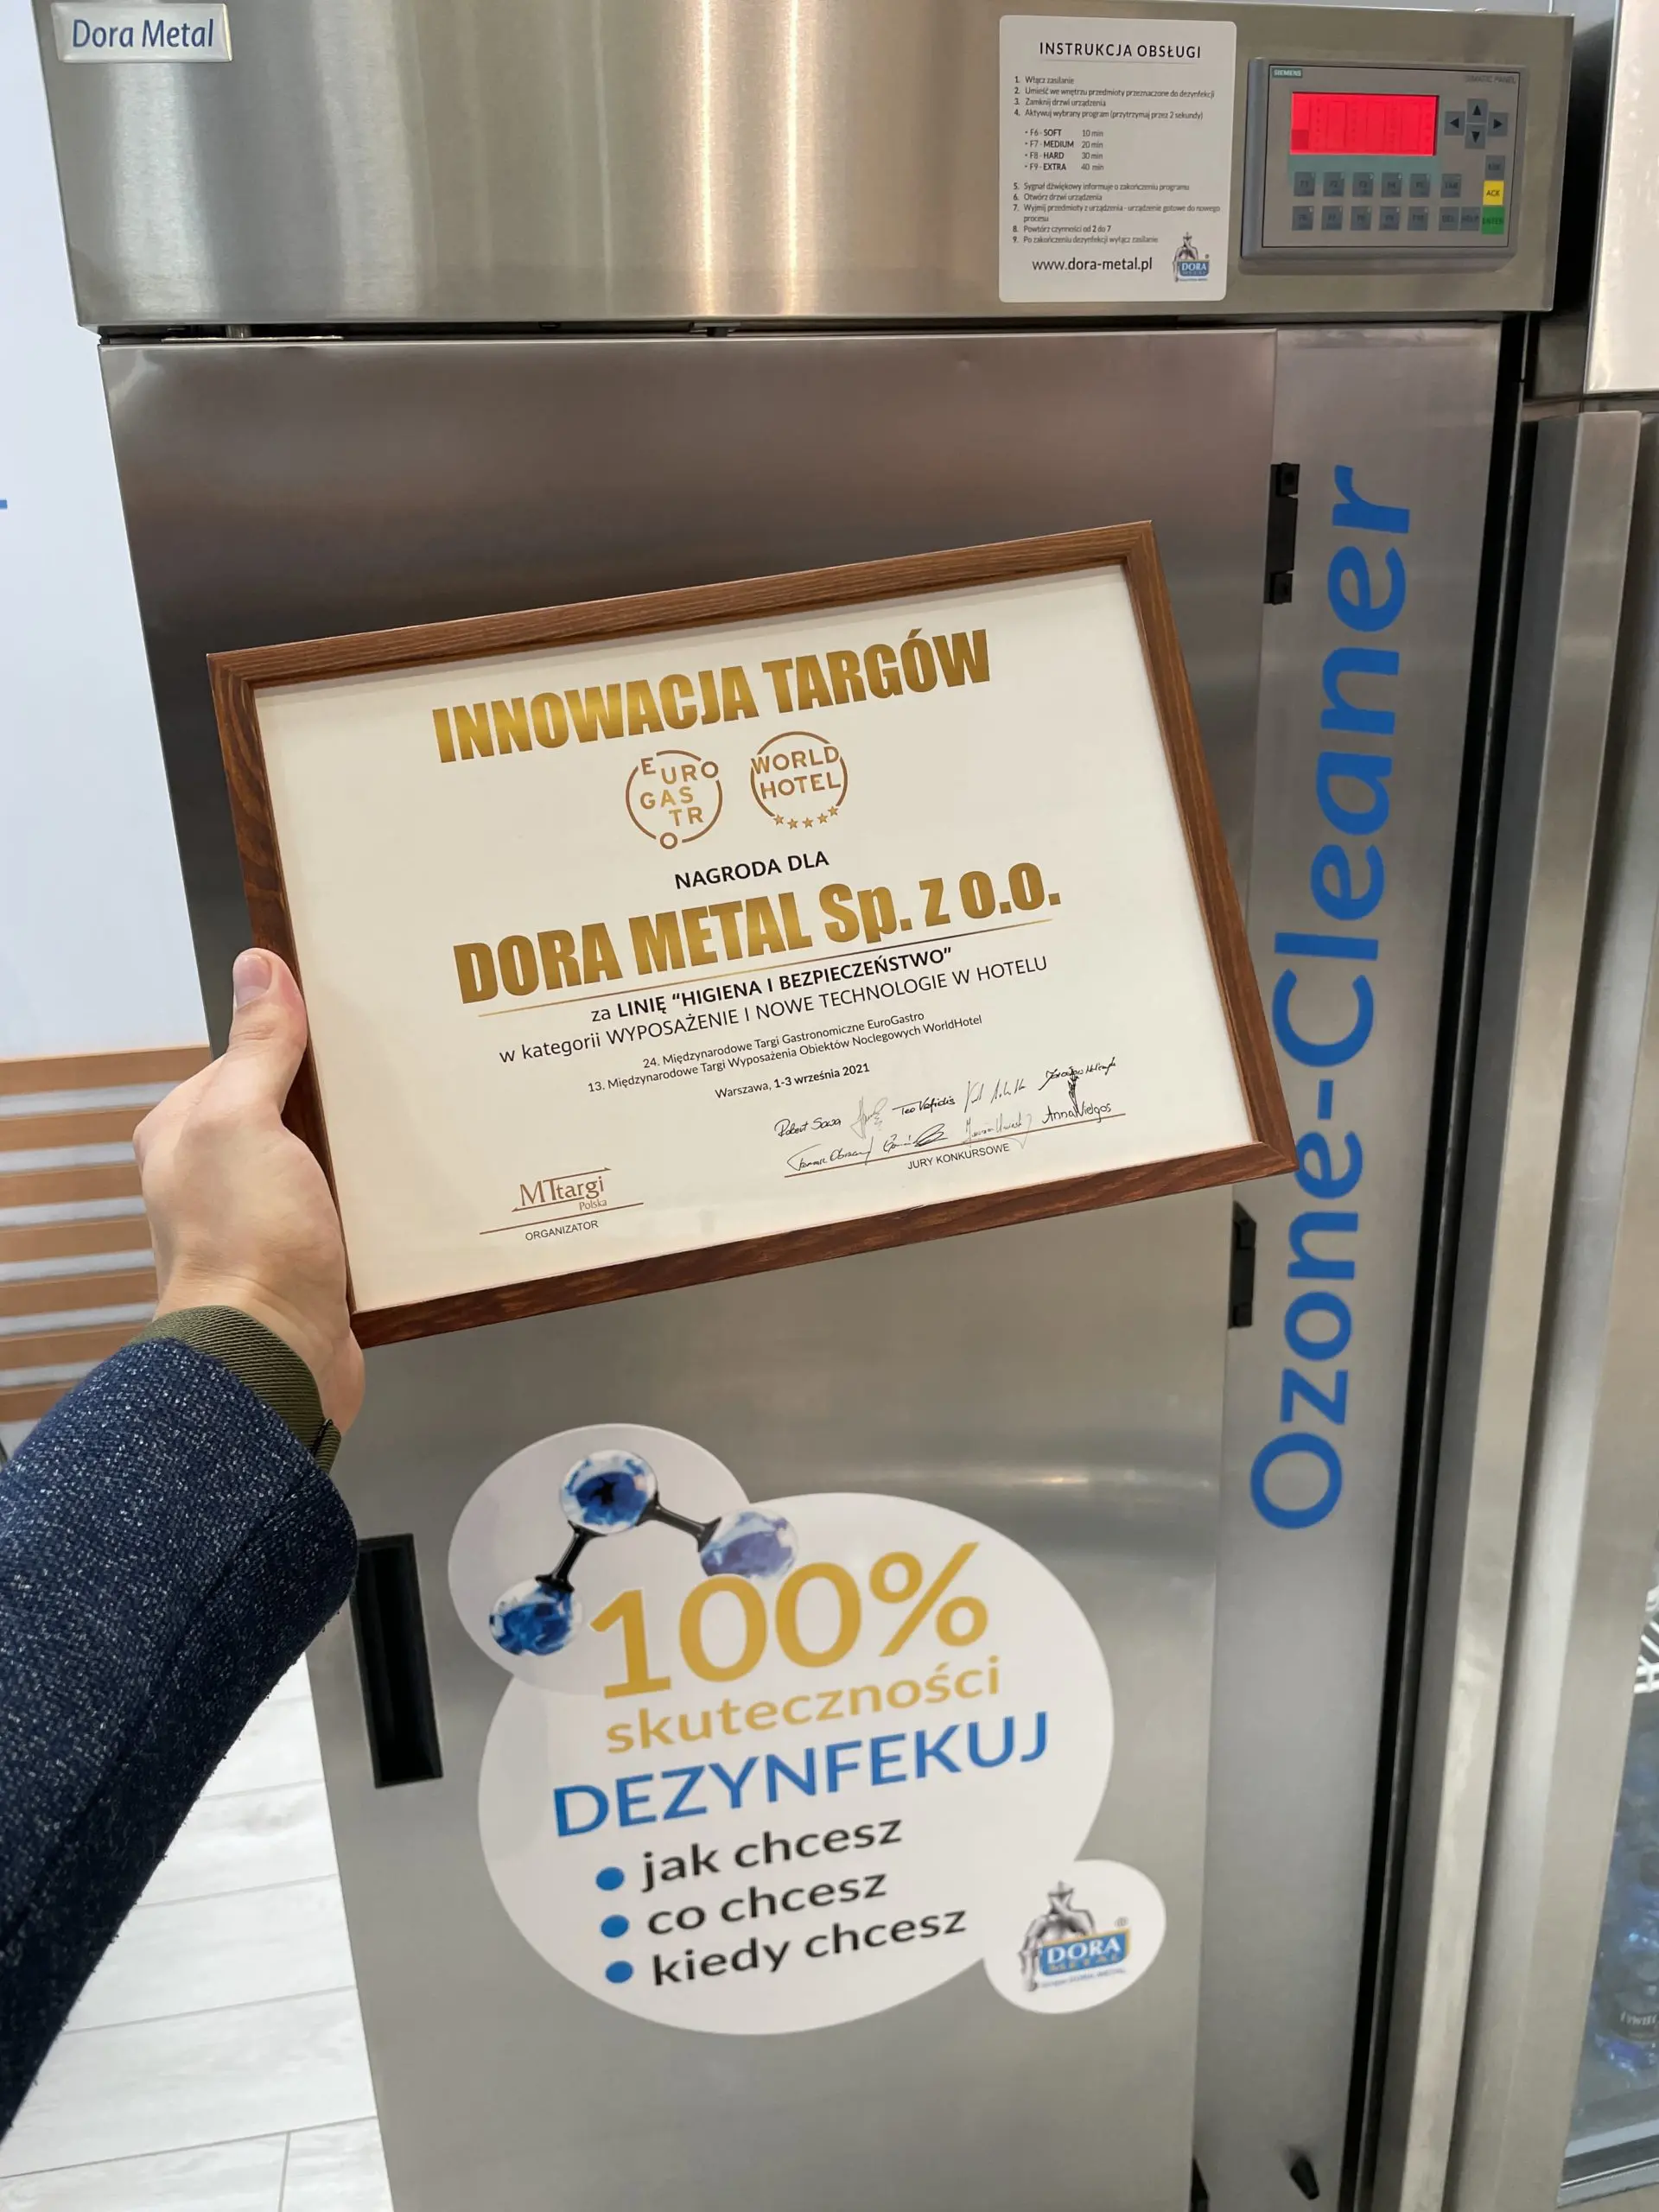 Dora Metal
INSTRUKCJA OBSŁUGI
1. Włącz zasilanie
2. Umieść we wnętrzu przedmioty przeznaczone do dezynfekcji
3. Zamknij drzwi urządzenia
4. Aktywuj wybrany program (przytrzymaj przez 2 sekundy)
• F6 - SOFT 10 min
• F7 - MEDIUM 20 min
• F8 - HARD 30 min
• F9 - EXTRA 40 min
5. Sygnał dźwiękowy informuje o zakończeniu programu
6. Otwórz drzwi urządzenia
7. Wyjmij przedmioty z urządzenia - urządzenie gotowe do nowego
procesu
8. Powtórz czynności od 2 do 7
9. Po zakończeniu dezynfekcji wyłącz zasilanie
www.dora-metal.pl
DORA
SIEMENS
SIMATIC PANEL
ACK
ENTER
Ozone-Cleaner
INNOWACJA TARGÓW
EURO
GAS
TR
O
WORLD
HOTEL
NAGRODA DLA
DORA METAL Sp. z o.o.
za LINIĘ "HIGIENA I BEZPIECZEŃSTWO"
w kategorii WYPOSAŻENIE I NOWE TECHNOLOGIE W HOTELU
24. Międzynarodowe Targi Gastronomiczne EuroGastro
13. Międzynarodowe Targi Wyposażenia Obiektów Noclegowych WorldHotel
Warszawa, 1-3 września 2021
JURY KONKURSOWE
MTtargi
Polska
ORGANIZATOR
100%
skuteczności
DEZYNFEKUJ
• jak chcesz
• co chcesz
• kiedy chcesz
DORA
METAL